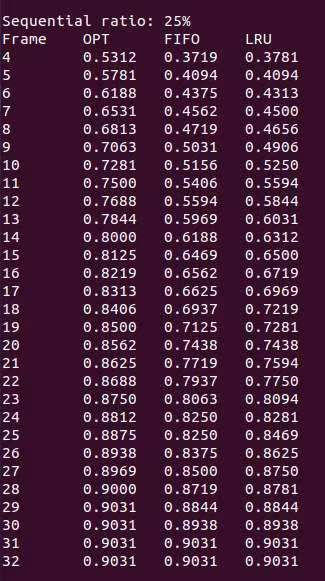 Sequential ratio: 25%
Frame OPT FIFO LRU
4 0.5312 0.3719 0.3781
5 0.5781 0.4094 0.4094
6 0.6188 0.4375 0.4313
7 0.6531 0.4562 0.4500
8 0.6813 0.4719 0.4656
9 0.7063 0.5031 0.4906
10 0.7281 0.5156 0.5250
11 0.7500 0.5406 0.5594
12 0.7688 0.5594 0.5844
13 0.7844 0.5969 0.6031
14 0.8000 0.6188 0.6312
15 0.8125 0.6469 0.6500
16 0.8219 0.6562 0.6719
17 0.8313 0.6625 0.6969
18 0.8406 0.6937 0.7219
19 0.8500 0.7125 0.7281
20 0.8562 0.7438 0.7438
21 0.8625 0.7719 0.7594
22 0.8688 0.7937 0.7750
23 0.8750 0.8063 0.8094
24 0.8812 0.8250 0.8281
25 0.8875 0.8250 0.8469
26 0.8938 0.8375 0.8625
27 0.8969 0.8500 0.8750
28 0.9000 0.8719 0.8781
29 0.9031 0.8844 0.8844
30 0.9031 0.8938 0.8938
31 0.9031 0.9031 0.9031
32 0.9031 0.9031 0.9031